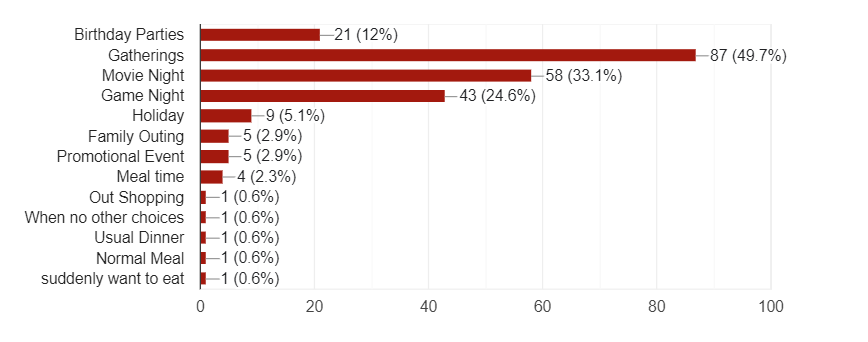 Birthday Parties 21 (12%)
Gatherings 87 (49.7%)
Movie Night 58 (33.1%)
Game Night 43 (24.6%)
Holiday 9 (5.1%)
Family Outing 5 (2.9%)
Promotional Event 5 (2.9%)
Meal time 4 (2.3%)
Out Shopping 1 (0.6%)
When no other choices 1 (0.6%)
Usual Dinner 1 (0.6%)
Normal Meal 1 (0.6%)
suddenly want to eat 1 (0.6%)
0 20 40 60 80 100